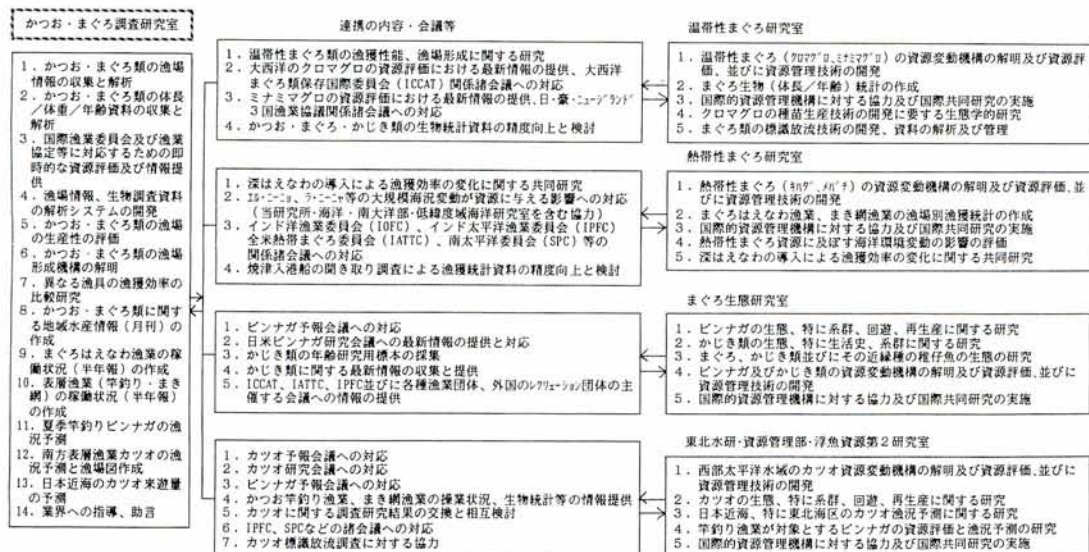 かつお・まぐろ調査研究室
1．かつお・まぐろ類の漁場
情報の収集と解析
2．かつお・まぐろ類の体長
／体重／年齢資料の収集と
解析
3．国際漁業委員会及び漁業
協定等に対応するための即
時的な資源評価及び情報提
供
4．漁場情報、生物調査資料
の解析システムの開発
5．かつお・まぐろ類の漁場
の生産性の評価
6．かつお・まぐろ類の漁場
形成機構の解明
7．異なる漁具の漁獲効率の
比較研究
8．かつお・まぐろ類に関す
る地域水産情報（月刊）の
作成
9．まぐろはえなわ漁業の稼
働状況（半年報）の作成
10．表層漁業（竿釣り・まき
網）の稼働状況（半年報）
の作成
11．夏季竿釣りビンナガの漁
況予測
12．南方表層漁業カツオの漁
況予測と漁場図作成
13．日本近海のカツオ来遊量
の予測
14．業界への指導、助言
連携の内容・会議等
1．温帯性まぐろ類の漁獲性能、漁場形成に関する研究
2．大西洋のクロマグロの資源評価における最新情報の提供、大西洋
まぐろ類保存国際委員会（ICCAT）関係諸会議への対応
3．ミナミマグロの資源評価における最新情報の提供、日・豪・ニュージランド
3国漁業協議関係諸会議への対応
4．かつお・まぐろ・かじき類の生物統計資料の精度向上と検討
1．深はえなわの導入による漁獲効率の変化に関する共同研究
2．エル・ニーニョ、ラ・ニーニャ等の大規模海況変動が資源に与える影響への対応
（当研究所・海洋・南大洋部・低緯度域海洋研究室を含む協力）
3．インド洋漁業委員会（IOFC）、インド太平洋漁業委員会（IPFC）
全米熱帯まぐろ委員会（IATTC）、南太平洋委員会（SPC）等の
関係諸会議への対応
4．焼津入港船の聞き取り調査による漁獲統計資料の精度向上と検討
1．ビンナガ予報会議への対応
2．日米ビンナガ研究会議への最新情報の提供と対応
3．かじき類の年齢研究用標本の採集
4．かじき類に関する最新情報の収集と提供
5．ICCAT、IATTC、IPFC並びに各種漁業団体、外国のレクリェーション団体の主
催する会議への情報の提供
1．カツオ予報会議への対応
2．カツオ研究会議への対応
3．ビンナガ予報会議への対応
4．かつお竿釣り漁業、まき網漁業の操業状況、生物統計等の情報提供
5．カツオに関する調査研究結果の交換と相互検討
6．IPFC、SPCなどの諸会議への対応
7．カツオ標識放流調査に対する協力
温帯性まぐろ研究室
1．温帯性まぐろ（クロマグロ、ミナミマグロ）の資源変動機構の解明及び資源評
価、並びに資源管理技術の開発
2．まぐろ生物（体長／年齢）統計の作成
3．国際的資源管理機構に対する協力及び国際共同研究の実施
4．クロマグロの種苗生産技術の開発に要する生態学的研究
5．まぐろ類の標識放流技術の開発、資料の解析及び管理
熱帯性まぐろ研究室
1．熱帯性まぐろ（キハダ、メバチ）の資源変動機構の解明及び資源評価、並
びに資源管理技術の開発
2．まぐろはえなわ漁業、まき網漁業の漁場別漁獲統計の作成
3．国際的資源管理機構に対する協力及び国際共同研究の実施
4．熱帯性まぐろ資源に及ぼす海洋環境変動の影響の評価
5．深はえなわの導入による漁獲効率の変化に関する共同研究
まぐろ生態研究室
1．ビンナガの生態、特に系群、回遊、再生産に関する研究
2．かじき類の生態、特に生活史、系群に関する研究
3．まぐろ、かじき類並びにその近縁種の稚仔魚の生態の研究
4．ビンナガ及びかじき類の資源変動機構の解明及び資源評価、並びに
資源管理技術の開発
5．国際的資源管理機構に対する協力及び国際共同研究の実施
東北水研・資源管理部・浮魚資源第2研究室
1．西部太平洋水域のカツオ資源変動機構の解明及び資源評価、並びに
資源管理技術の開発
2．カツオの生態、特に系群、回遊、再生産に関する研究
3．日本近海、特に東北海区のカツオ漁況予測に関する研究
4．竿釣り漁業が対象とするビンナガの資源評価と漁況予測の研究
5．国際的資源管理機構に対する協力及び国際共同研究の実施